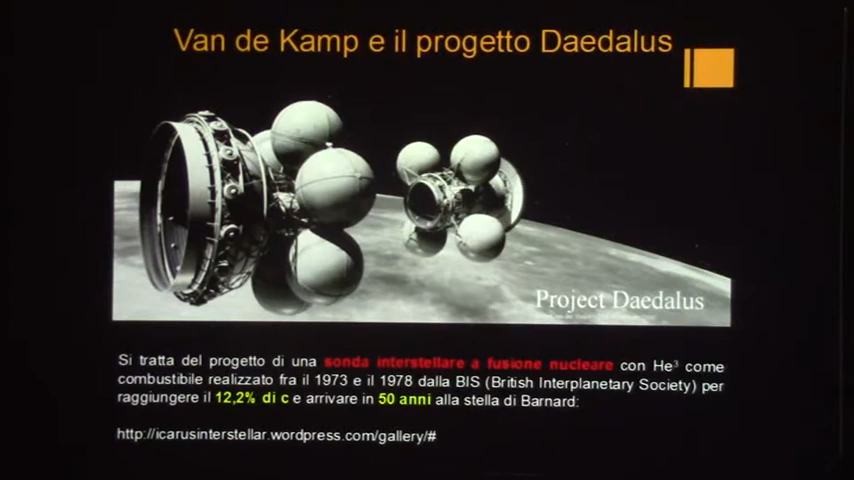 Van de Kamp e il progetto Daedalus
Project Daedalus
Si tratta del progetto di una sonda interstellare a fusione nucleare con He³ come
combustibile realizzato fra il 1973 e il 1978 dalla BIS (British Interplanetary Society) per
raggiungere il 12,2% di c e arrivare in 50 anni alla stella di Barnard:
http://icarusinterstellar.wordpress.com/gallery/#